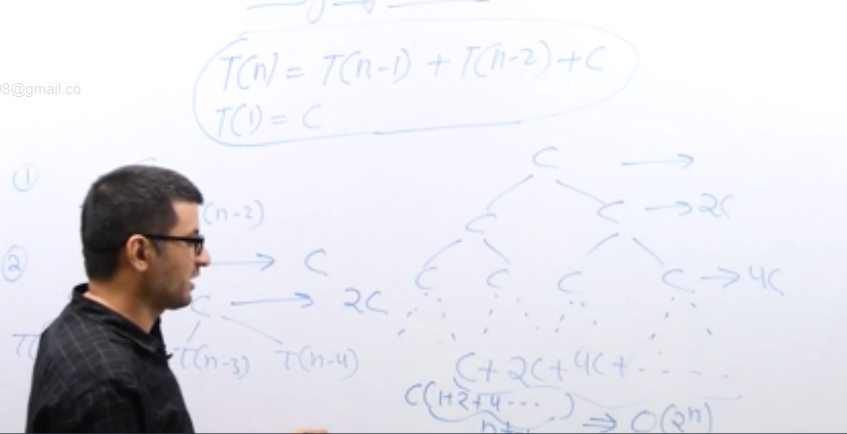 8@gmail.co
T(n) = T(n-1) + T(n-2) + C
T(1) = C
①
C →
(n-2)
C C → 2C
②
→ C
C C C C → 4C
C → 2C
T(n-3) T(n-4)
C + 2C + 4C + . . . .
C(1+2+4 ... )
⇒ O(2ⁿ)